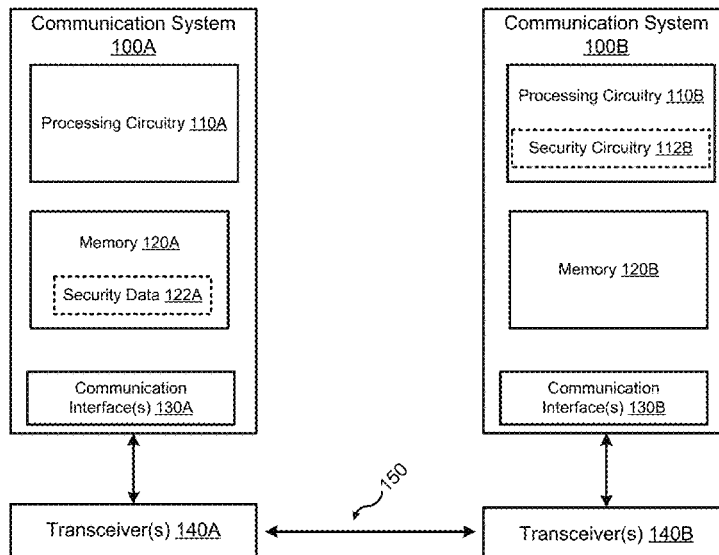 Communication System
100A
Processing Circuitry 110A
Memory 120A
Security Data 122A
Communication
Interface(s) 130A
Transceiver(s) 140A
150
Communication System
100B
Processing Circuitry 110B
Security Circuitry 112B
Memory 120B
Communication
Interface(s) 130B
Transceiver(s) 140B